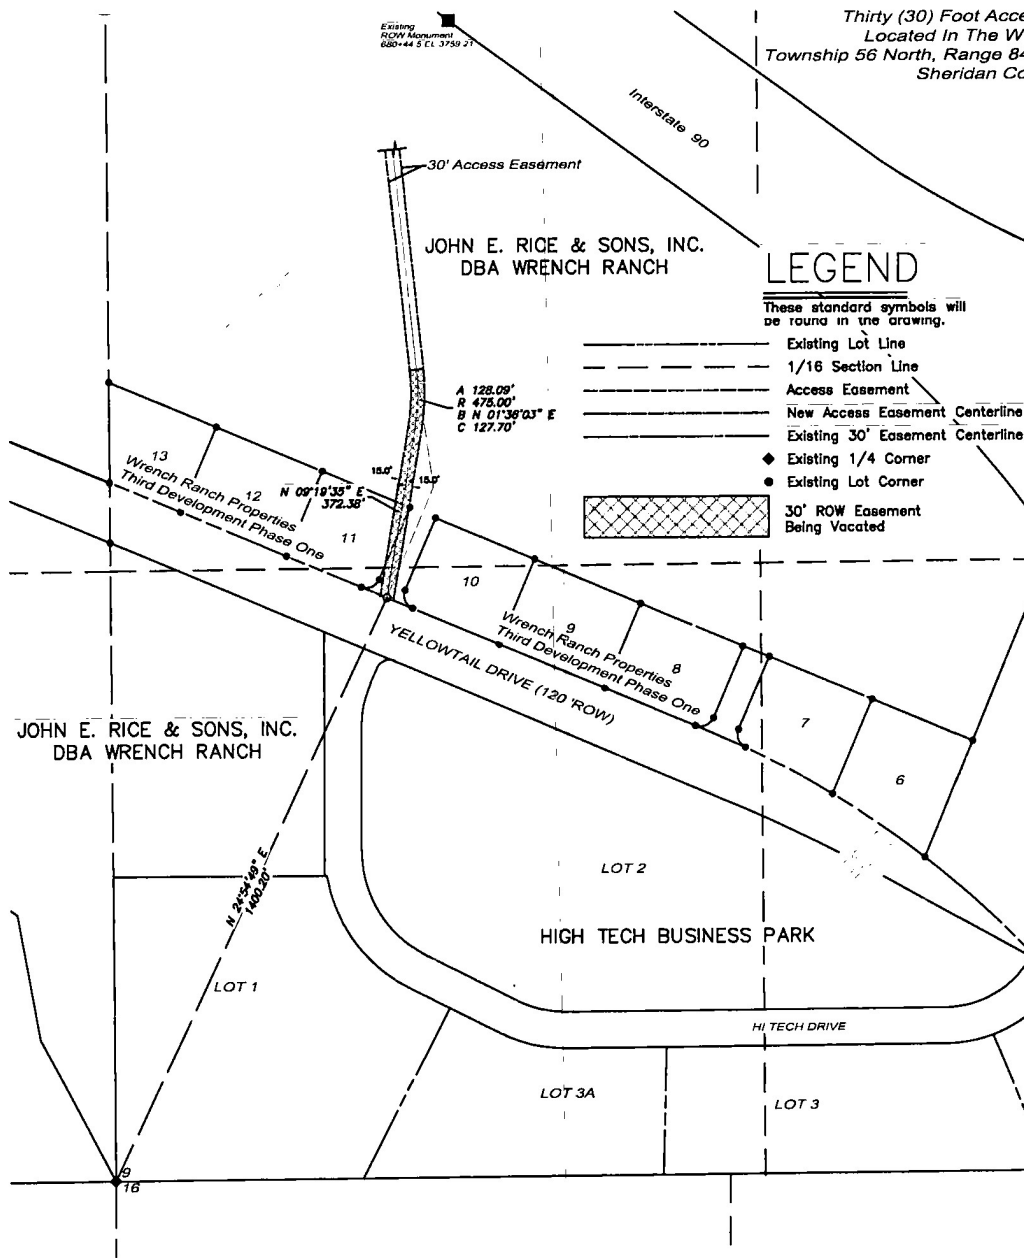 Existing
ROW Monument
680+44.5 EL 3759.21
Thirty (30) Foot Acce
Located In The W
Township 56 North, Range 84
Sheridan Co
Interstate 90
30' Access Easement
JOHN E. RICE & SONS, INC.
DBA WRENCH RANCH
LEGEND
These standard symbols will
be found in the drawing.
Existing Lot Line
1/16 Section Line
Access Easement
New Access Easement Centerline
Existing 30' Easement Centerline
Existing 1/4 Corner
Existing Lot Corner
30' ROW Easement
Being Vacated
A 128.09'
R 475.00'
B N 01°36'03" E
C 127.70'
15.0'
15.0'
N 09°19'35" E
372.38'
13
Wrench Ranch Properties
12
Third Development Phase One
11
10
9
Wrench Ranch Properties
8
Third Development Phase One
YELLOWTAIL DRIVE (120 'ROW)
7
6
JOHN E. RICE & SONS, INC.
DBA WRENCH RANCH
N 24°54'49" E
1400.20'
LOT 2
HIGH TECH BUSINESS PARK
LOT 1
HI TECH DRIVE
LOT 3A
LOT 3
9
16